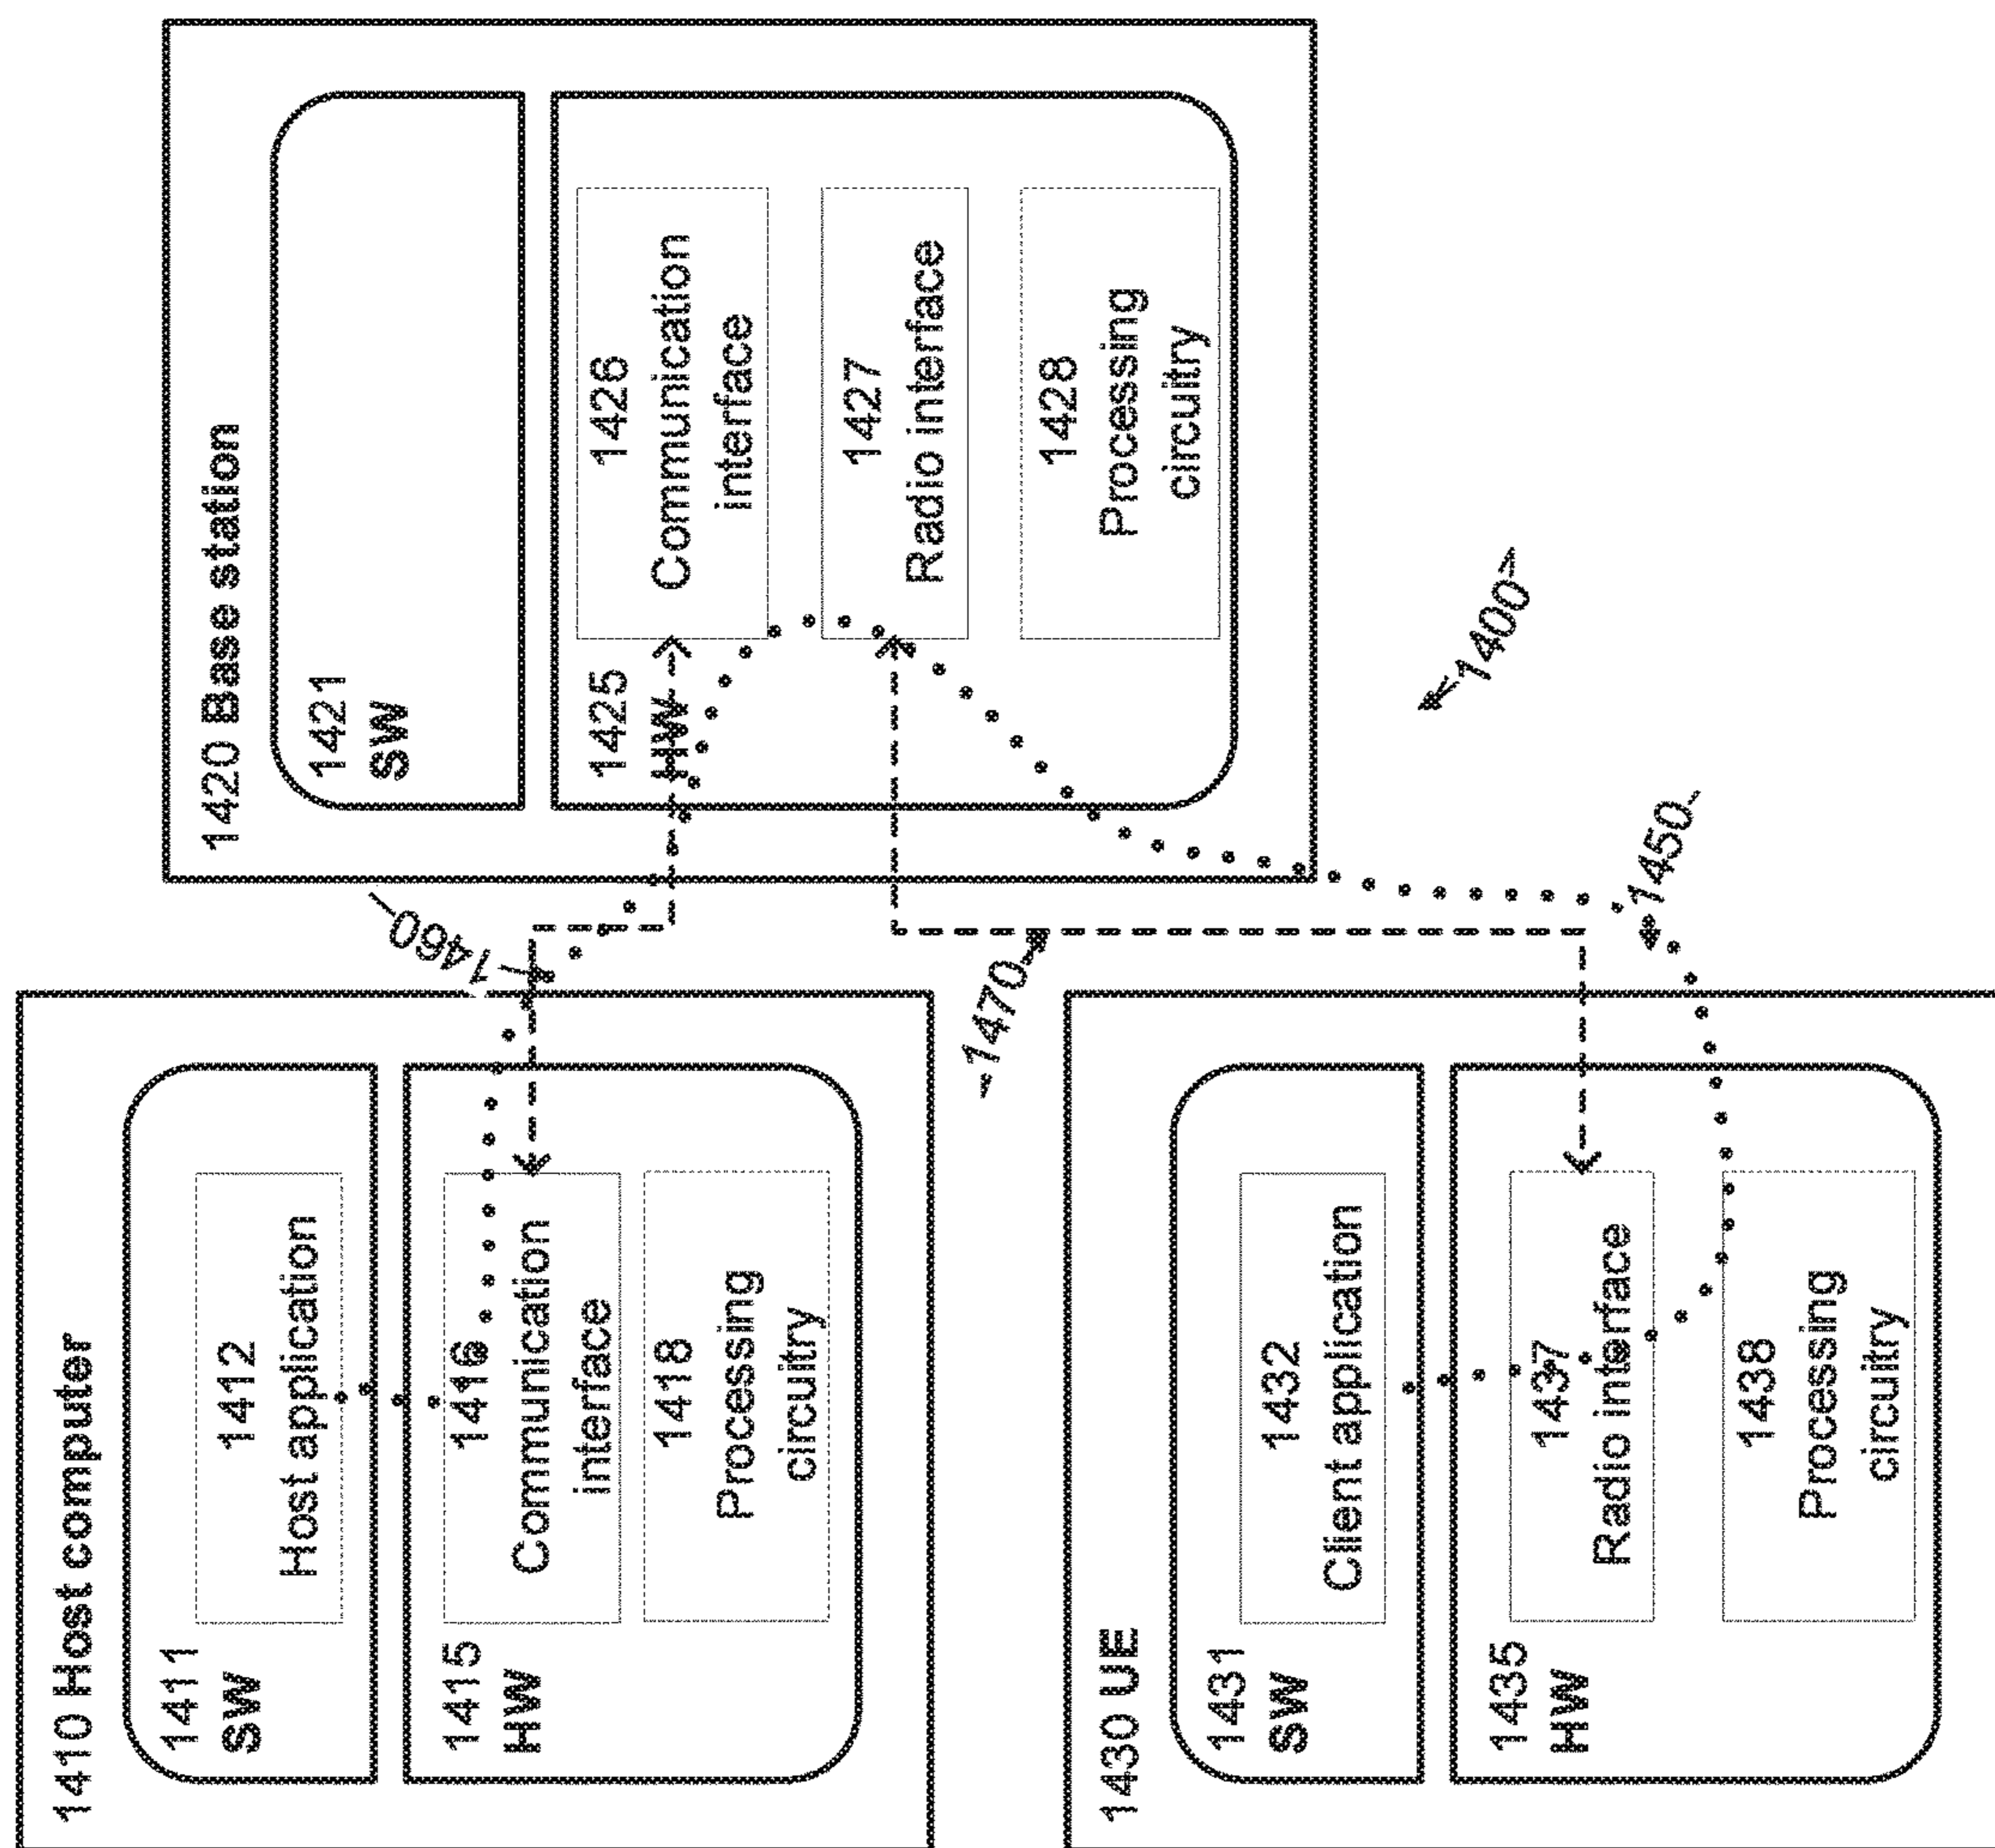 1410 Host computer
1411
SW
1412
Host application
1415
HW
1416
Communication
interface
1418
Processing
circuitry
1420 Base station
1421
SW
1425
HW
1426
Communication
interface
1427
Radio interface
1428
Processing
circuitry
1430 UE
1431
SW
1432
Client application
1435
HW
1437
Radio interface
1438
Processing
circuitry
1460
1470
1450
1400